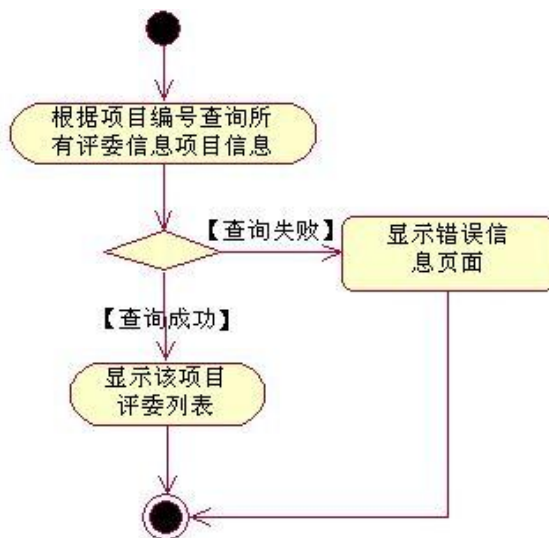 根据项目编号查询所
有评委信息项目信息
【查询失败】
显示错误信
息页面
【查询成功】
显示该项目
评委列表